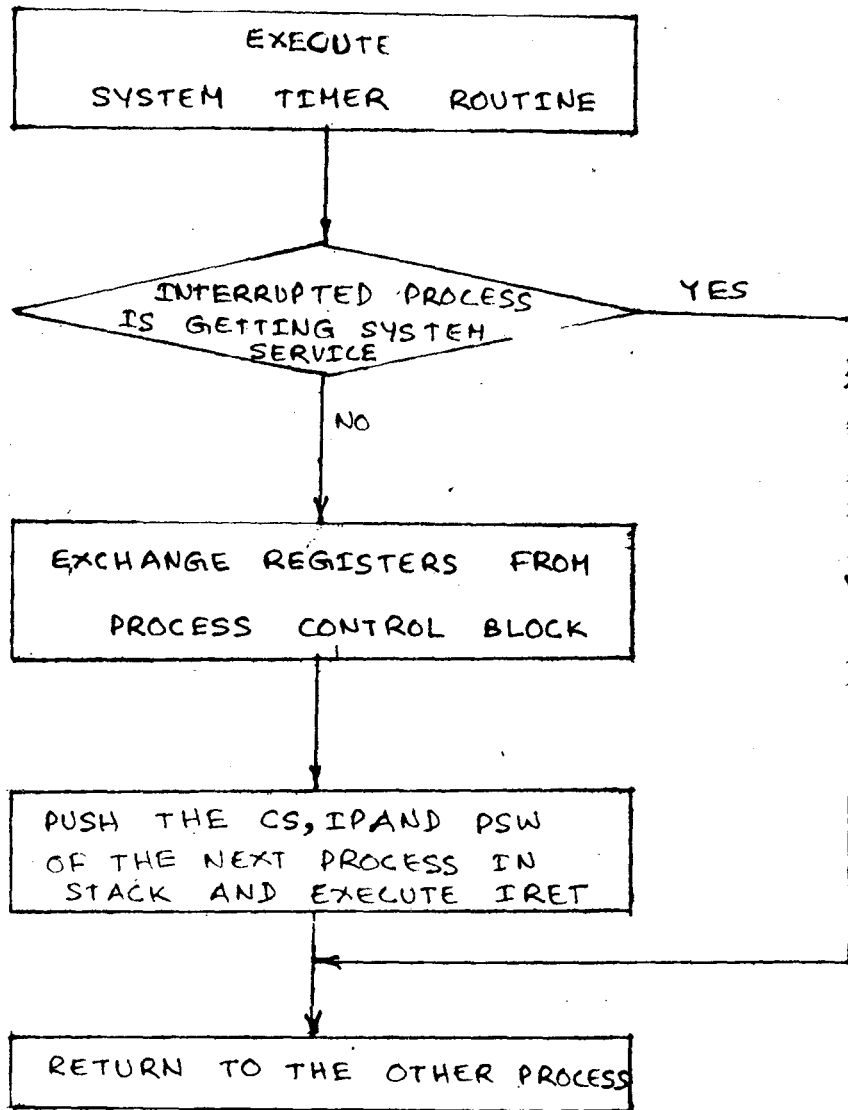 EXECUTE
SYSTEM TIMER ROUTINE
INTERRUPTED PROCESS
IS GETTING SYSTEM
SERVICE
YES
NO
EXCHANGE REGISTERS FROM
PROCESS CONTROL BLOCK
PUSH THE CS, IP AND PSW
OF THE NEXT PROCESS IN
STACK AND EXECUTE IRET
RETURN TO THE OTHER PROCESS